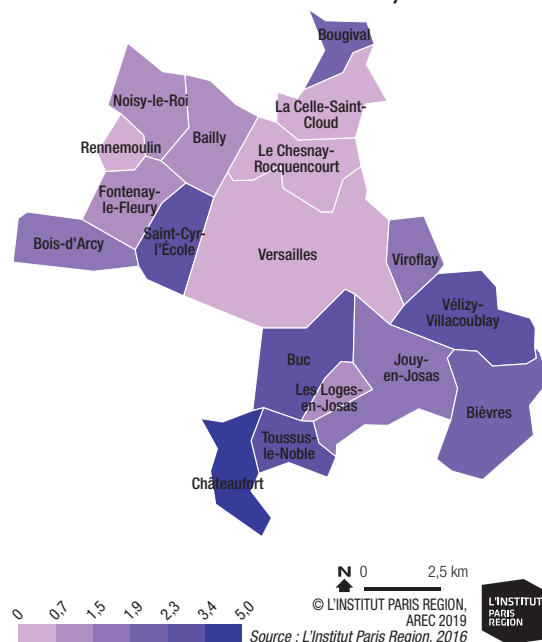 Bougival
Noisy-le-Roi
La Celle-Saint-
Cloud
Bailly
Rennemoulin
Le Chesnay-
Rocquencourt
Fontenay-
le-Fleury
Bois-d'Arcy
Saint-Cyr-
l'École
Versailles
Viroflay
Vélizy-
Villacoublay
Buc
Jouy-
en-Josas
Les Loges-
en-Josas
Bièvres
Toussus-
le-Noble
Châteaufort
N 0 2,5 km
0 0,7 1,5 1,9 2,3 3,4 5,0
© L'INSTITUT PARIS REGION,
AREC 2019
Source : L'Institut Paris Region, 2016
L'INSTITUT
PARIS
REGION